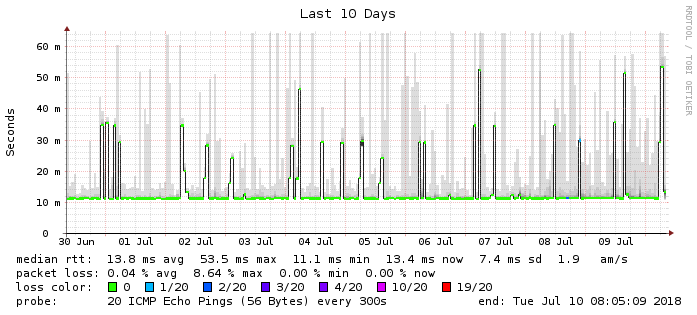 Last 10 Days
RRDTOOL / TOBI OETIKER
Seconds
60 m
50 m
40 m
30 m
20 m
10 m
0
30 Jun 01 Jul 02 Jul 03 Jul 04 Jul 05 Jul 06 Jul 07 Jul 08 Jul 09 Jul
median rtt: 13.8 ms avg 53.5 ms max 11.1 ms min 13.4 ms now 7.4 ms sd 1.9 am/s
packet loss: 0.04 % avg 8.64 % max 0.00 % min 0.00 % now
loss color: 0 1/20 2/20 3/20 4/20 10/20 19/20
probe: 20 ICMP Echo Pings (56 Bytes) every 300s end: Tue Jul 10 08:05:09 2018